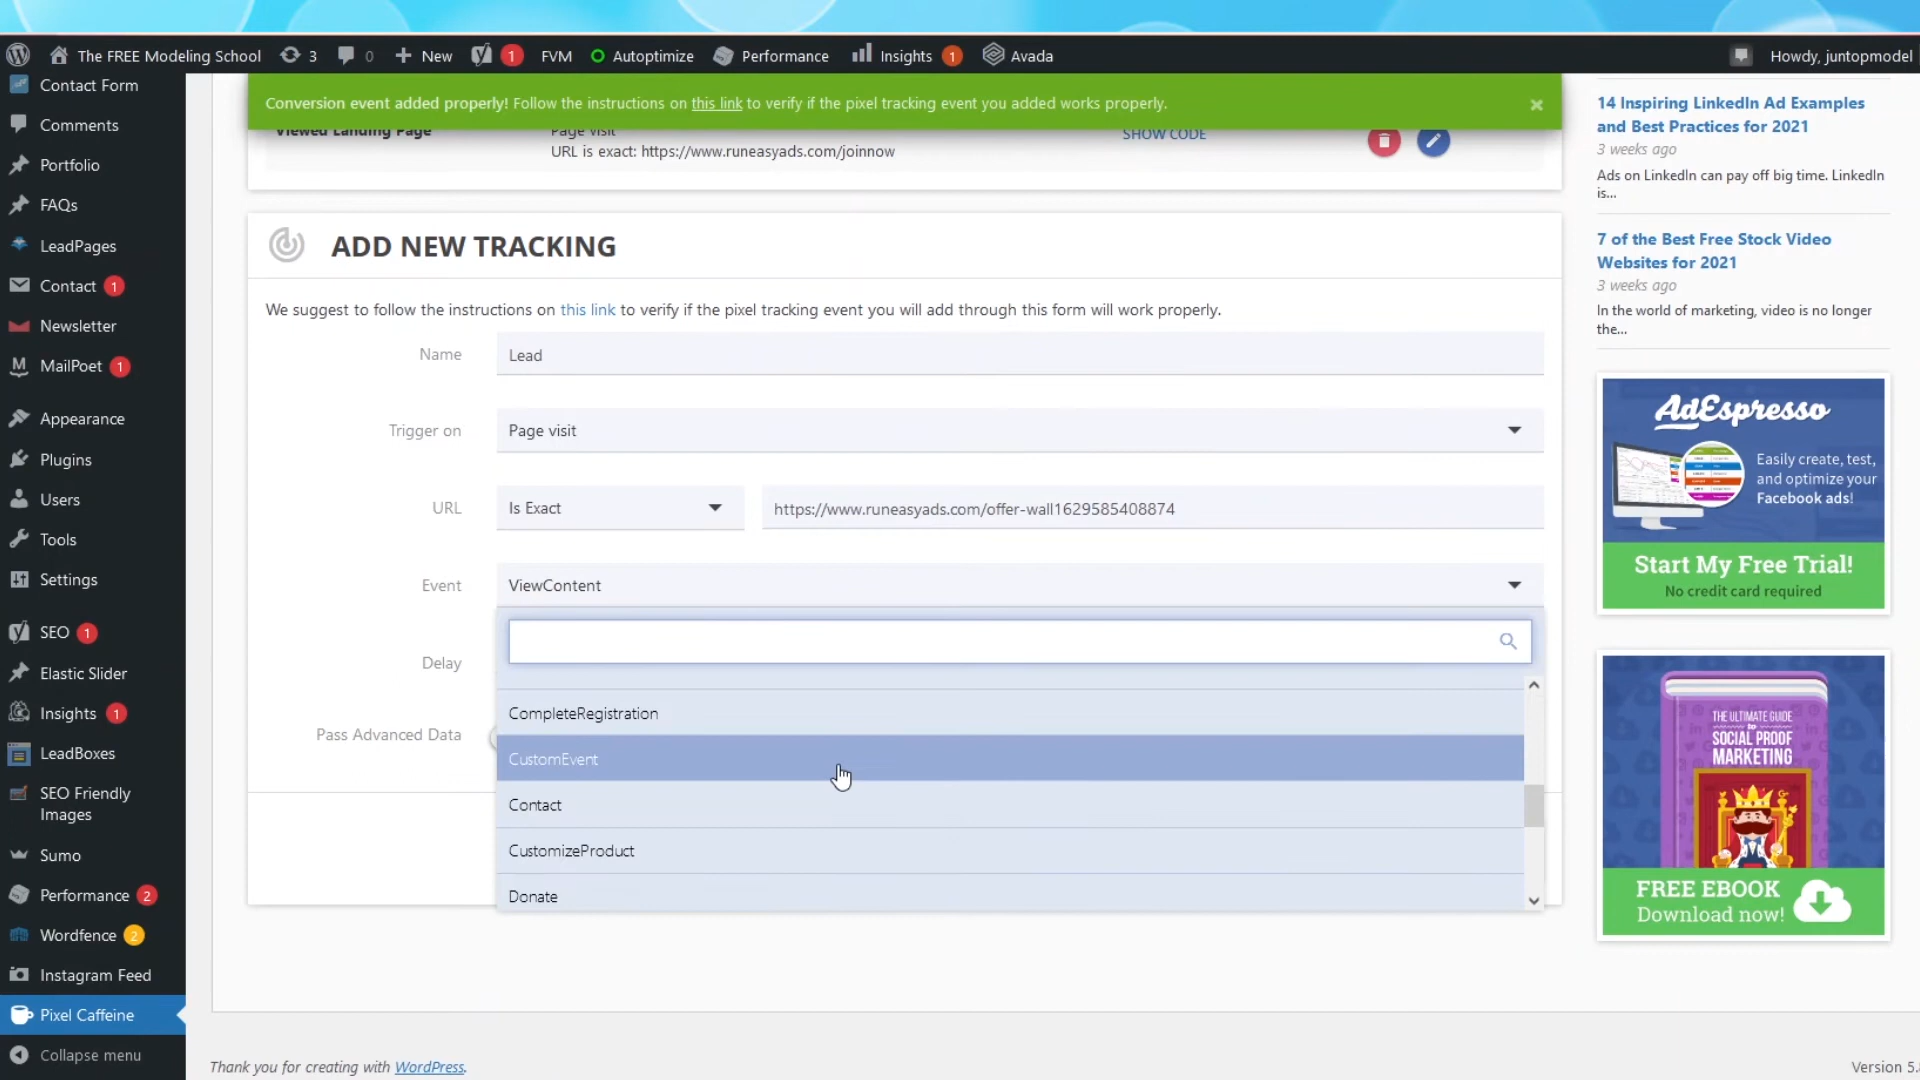 The FREE Modeling School 3 0 New 1 FVM Autoptimize Performance Insights 1 Avada Howdy, juntopmodel
Contact Form
Comments
Portfolio
FAQs
LeadPages
Contact 1
Newsletter
MailPoet 1
Appearance
Plugins
Users
Tools
Settings
SEO 1
Elastic Slider
Insights 1
LeadBoxes
SEO Friendly
Images
Sumo
Performance 2
Wordfence 2
Instagram Feed
Pixel Caffeine
Collapse menu
Conversion event added properly! Follow the instructions on this link to verify if the pixel tracking event you added works properly. ×
Viewed Landing Page Page visit SHOW CODE
URL is exact: https://www.runeasyads.com/joinnow
ADD NEW TRACKING
We suggest to follow the instructions on this link to verify if the pixel tracking event you will add through this form will work properly.
Name Lead
Trigger on Page visit
URL Is Exact https://www.runeasyads.com/offer-wall1629585408874
Event ViewContent
Delay
CompleteRegistration
Pass Advanced Data
CustomEvent
Contact
CustomizeProduct
Donate
14 Inspiring LinkedIn Ad Examples
and Best Practices for 2021
3 weeks ago
Ads on LinkedIn can pay off big time. LinkedIn
is...
7 of the Best Free Stock Video
Websites for 2021
3 weeks ago
In the world of marketing, video is no longer
the...
AdEspresso
Easily create, test,
and optimize your
Facebook ads!
Start My Free Trial!
No credit card required
THE ULTIMATE GUIDE
to
SOCIAL PROOF
MARKETING
FREE EBOOK
Download now!
Thank you for creating with WordPress.
Version 5.